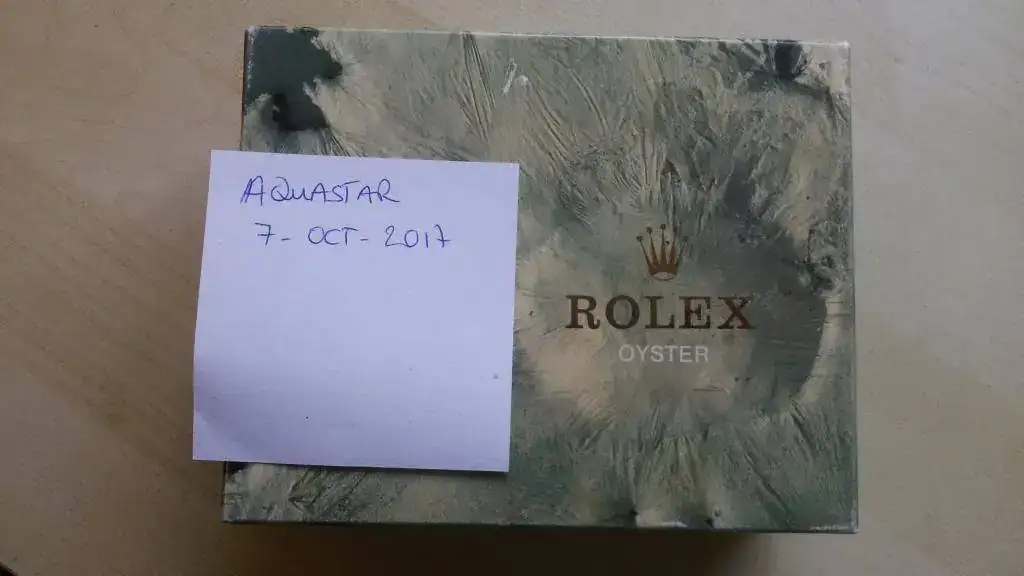 AQUASTAR
7- OCT - 2017
ROLEX
OYSTER